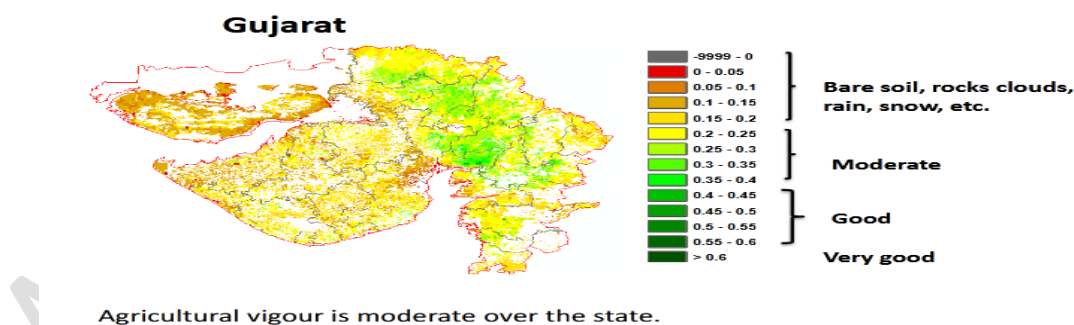 Gujarat
-9999 - 0
0 - 0.05
0.05 - 0.1
0.1 - 0.15
0.15 - 0.2
0.2 - 0.25
0.25 - 0.3
0.3 - 0.35
0.35 - 0.4
0.4 - 0.45
0.45 - 0.5
0.5 - 0.55
0.55 - 0.6
> 0.6
Bare soil, rocks clouds,
rain, snow, etc.
Moderate
Good
Very good
Agricultural vigour is moderate over the state.